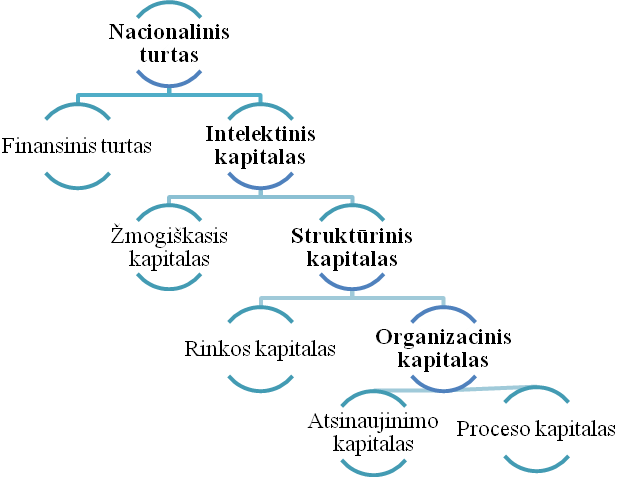 Nacionalinis
turtas
Finansinis turtas
Intelektinis
kapitalas
Žmogiškasis
kapitalas
Struktūrinis
kapitalas
Rinkos kapitalas
Organizacinis
kapitalas
Atsinaujinimo
kapitalas
Proceso kapitalas